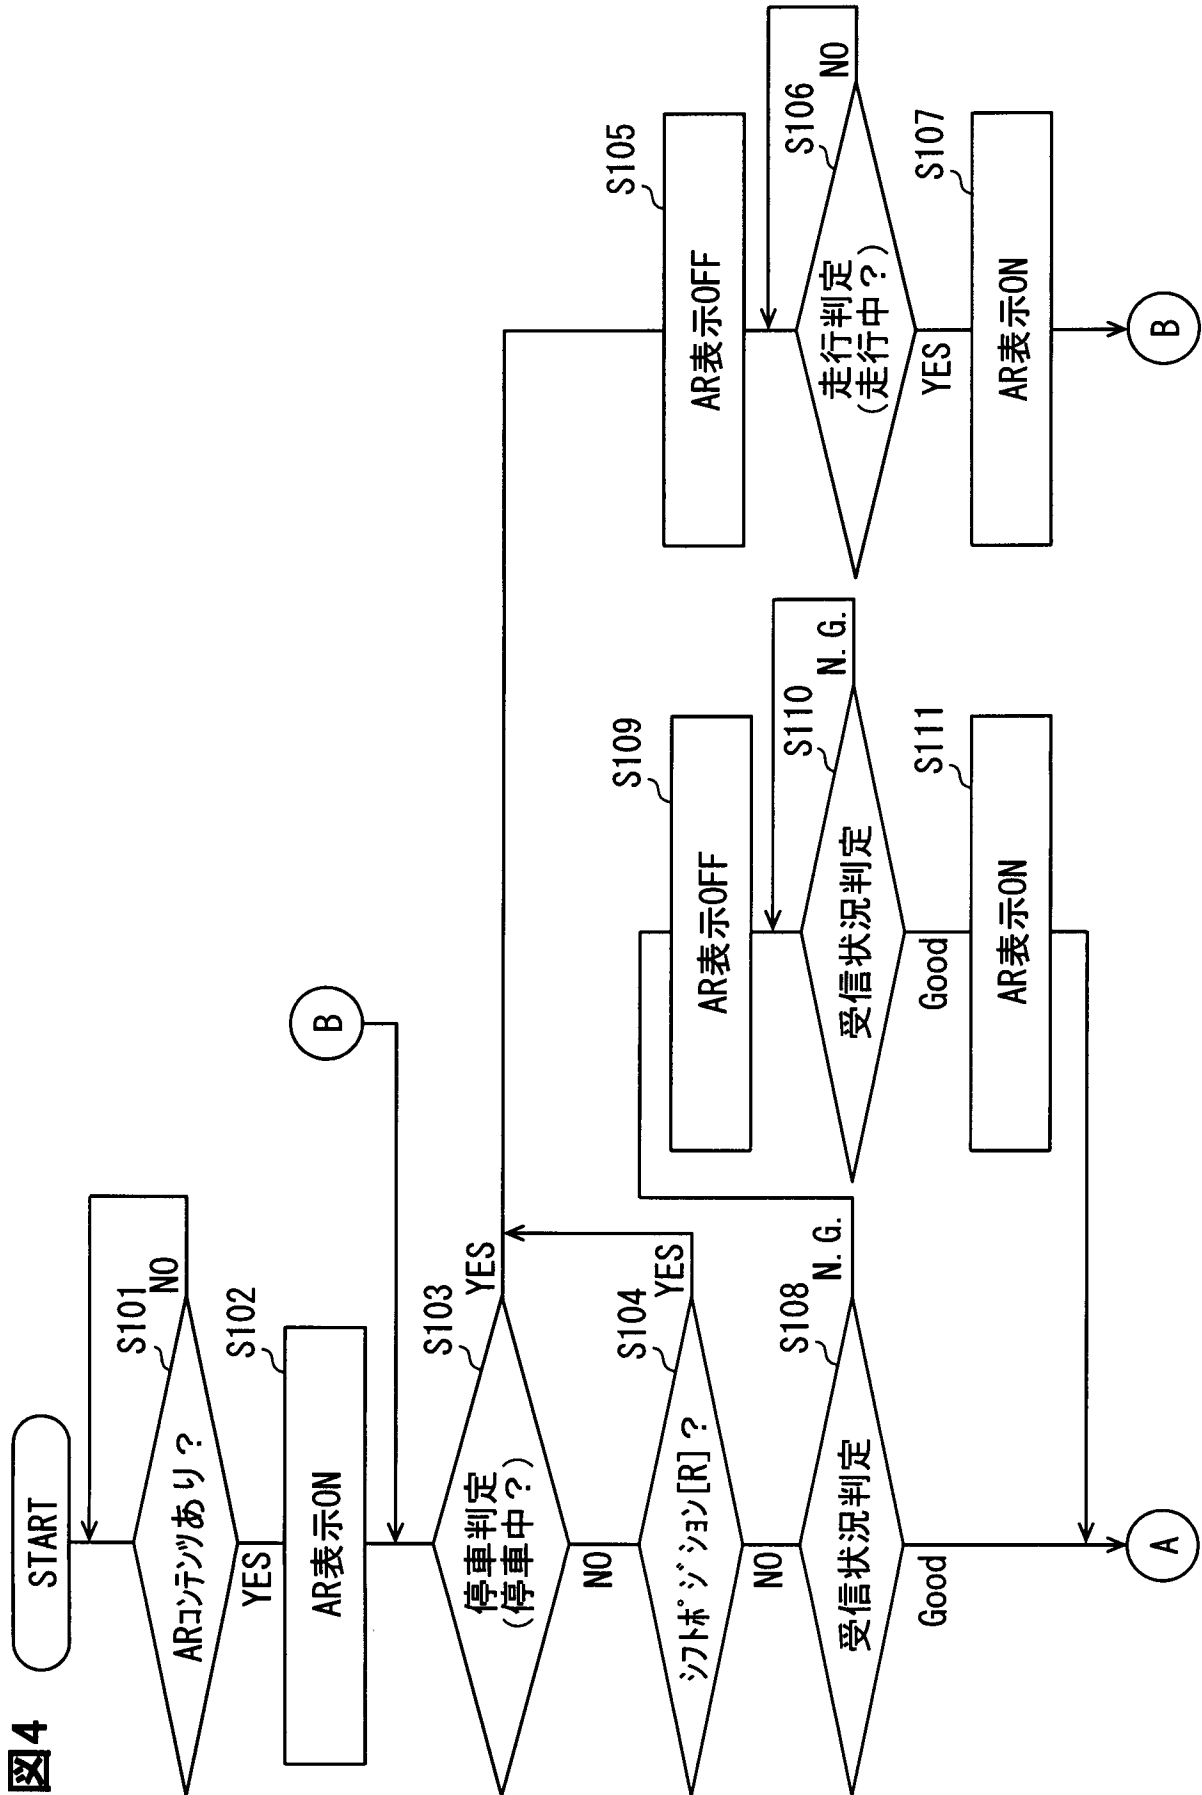 図4
START
ARコンテンツあり?
S101
NO
YES
S102
AR表示ON
B
停車判定
(停車中?)
S103
YES
NO
シフトポジション[R]?
S104
YES
NO
受信状況判定
S108
N.G.
Good
A
S109
AR表示OFF
受信状況判定
S110
N.G.
Good
S111
AR表示ON
S105
AR表示OFF
走行判定
(走行中?)
S106
NO
YES
S107
AR表示ON
B